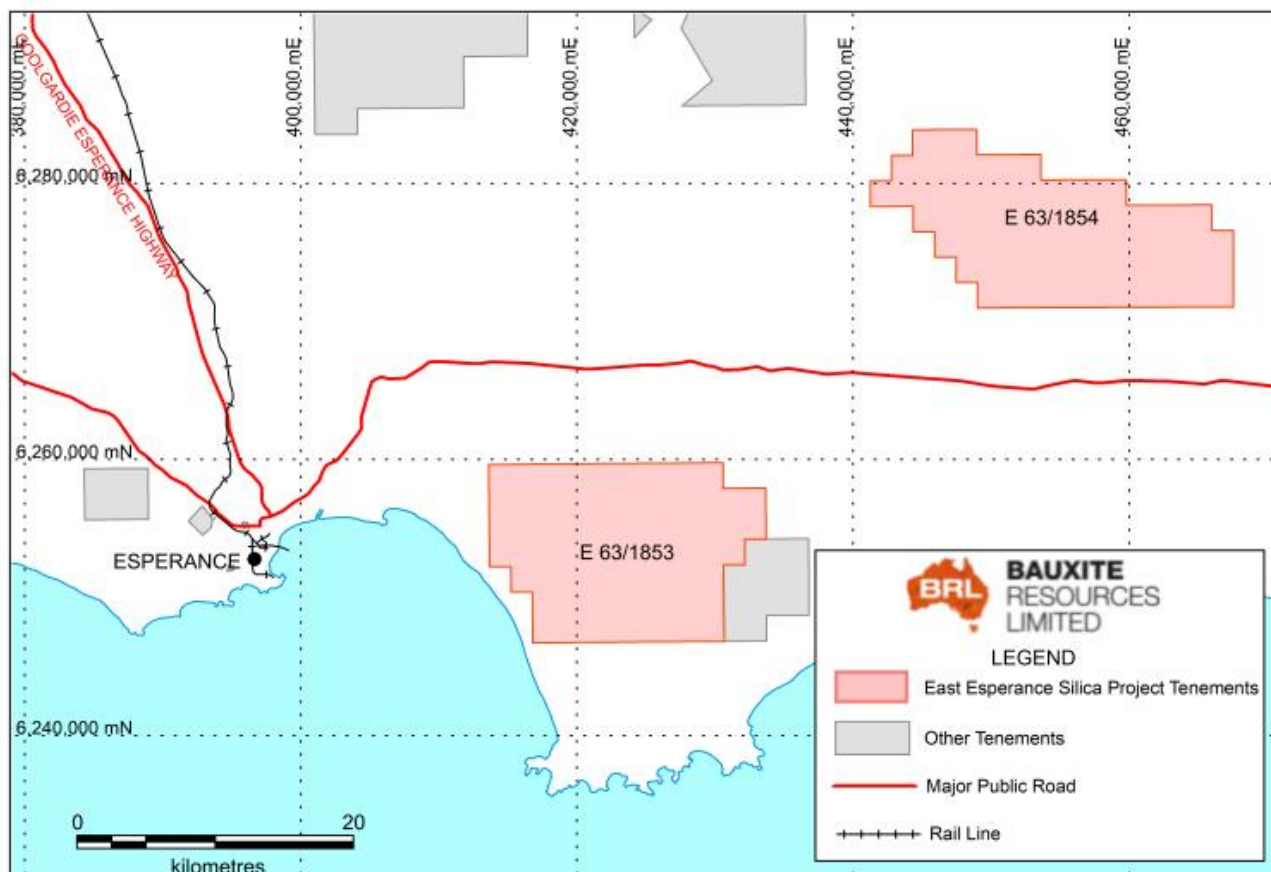 380,000 mE
400,000 mE
420,000 mE
440,000 mE
460,000 mE
COOLGARDIE ESPERANCE HIGHWAY
6,280,000 mN
E 63/1854
6,260,000 mN
E 63/1853
ESPERANCE
6,240,000 mN
BRL
BAUXITE
RESOURCES
LIMITED
LEGEND
East Esperance Silica Project Tenements
Other Tenements
Major Public Road
Rail Line
0 20
kilometres